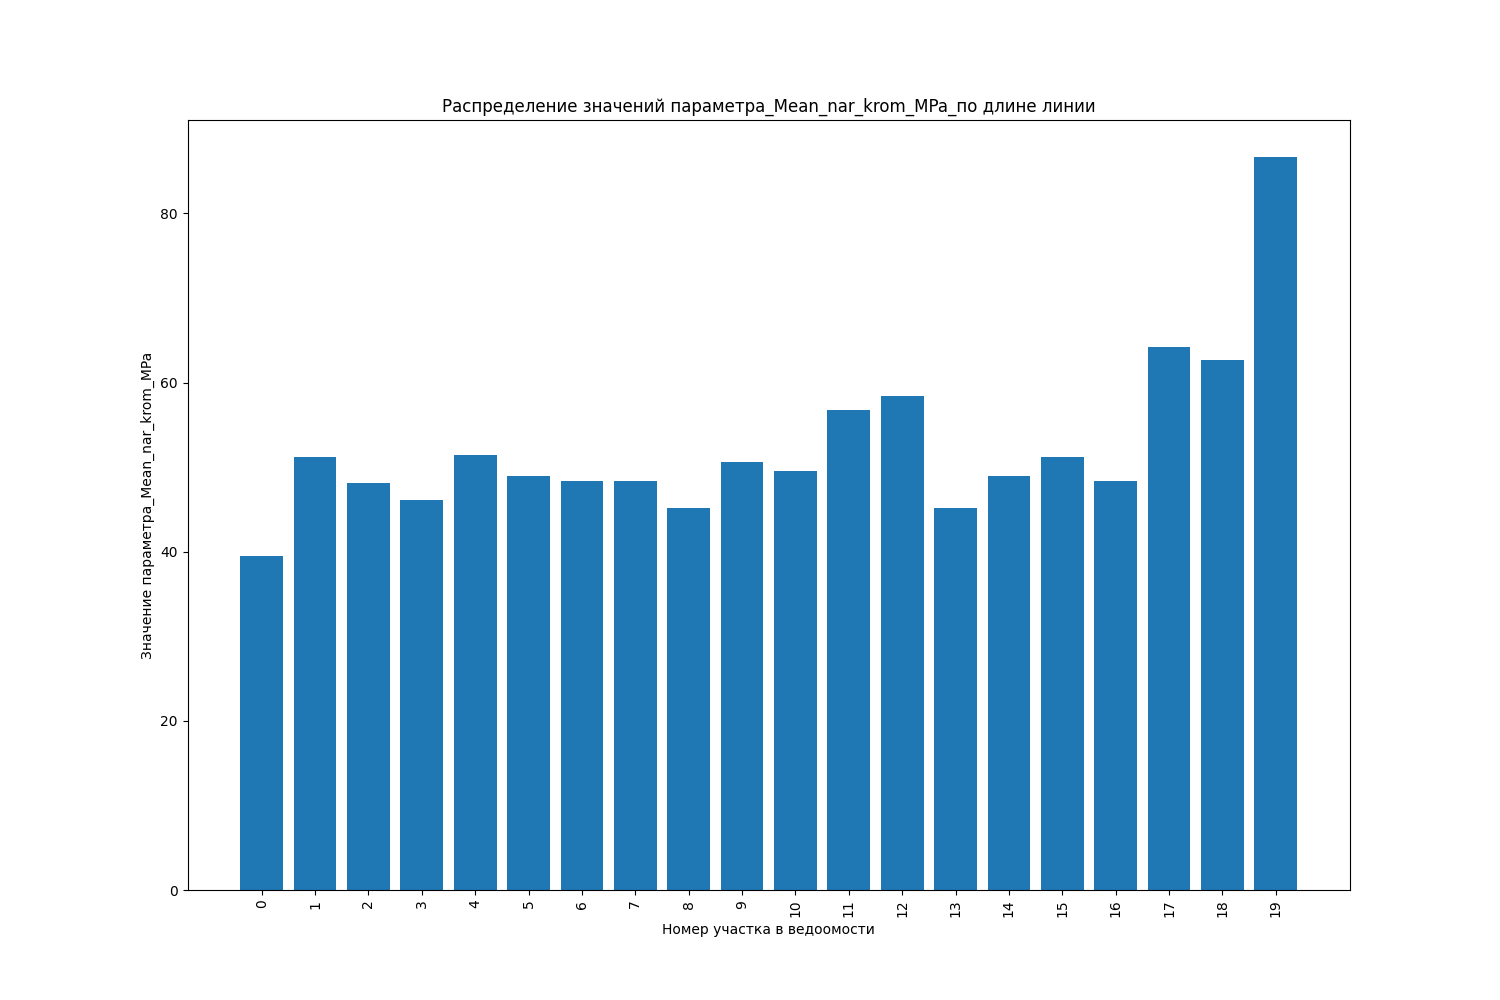 Распределение значений параметра_Mean_nar_krom_MPa_по длине линии
Значение параметра_Mean_nar_krom_MPa
80
60
40
20
0
0 1 2 3 4 5 6 7 8 9 10 11 12 13 14 15 16 17 18 19
Номер участка в ведоомости